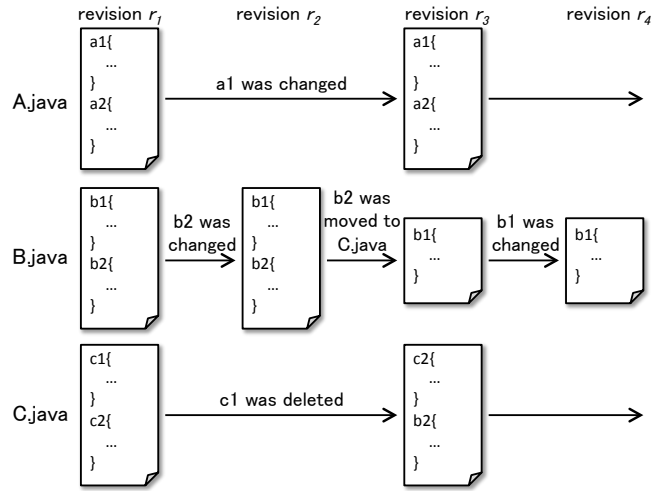 revision r1 revision r2 revision r3 revision r4
A.java
a1{
...
}
a2{
...
}
a1 was changed
a1{
...
}
a2{
...
}
B.java
b1{
...
}
b2{
...
}
b2 was
changed
b1{
...
}
b2{
...
}
b2 was
moved to
C.java
b1{
...
}
b1 was
changed
b1{
...
}
C.java
c1{
...
}
c2{
...
}
c1 was deleted
c2{
...
}
b2{
...
}